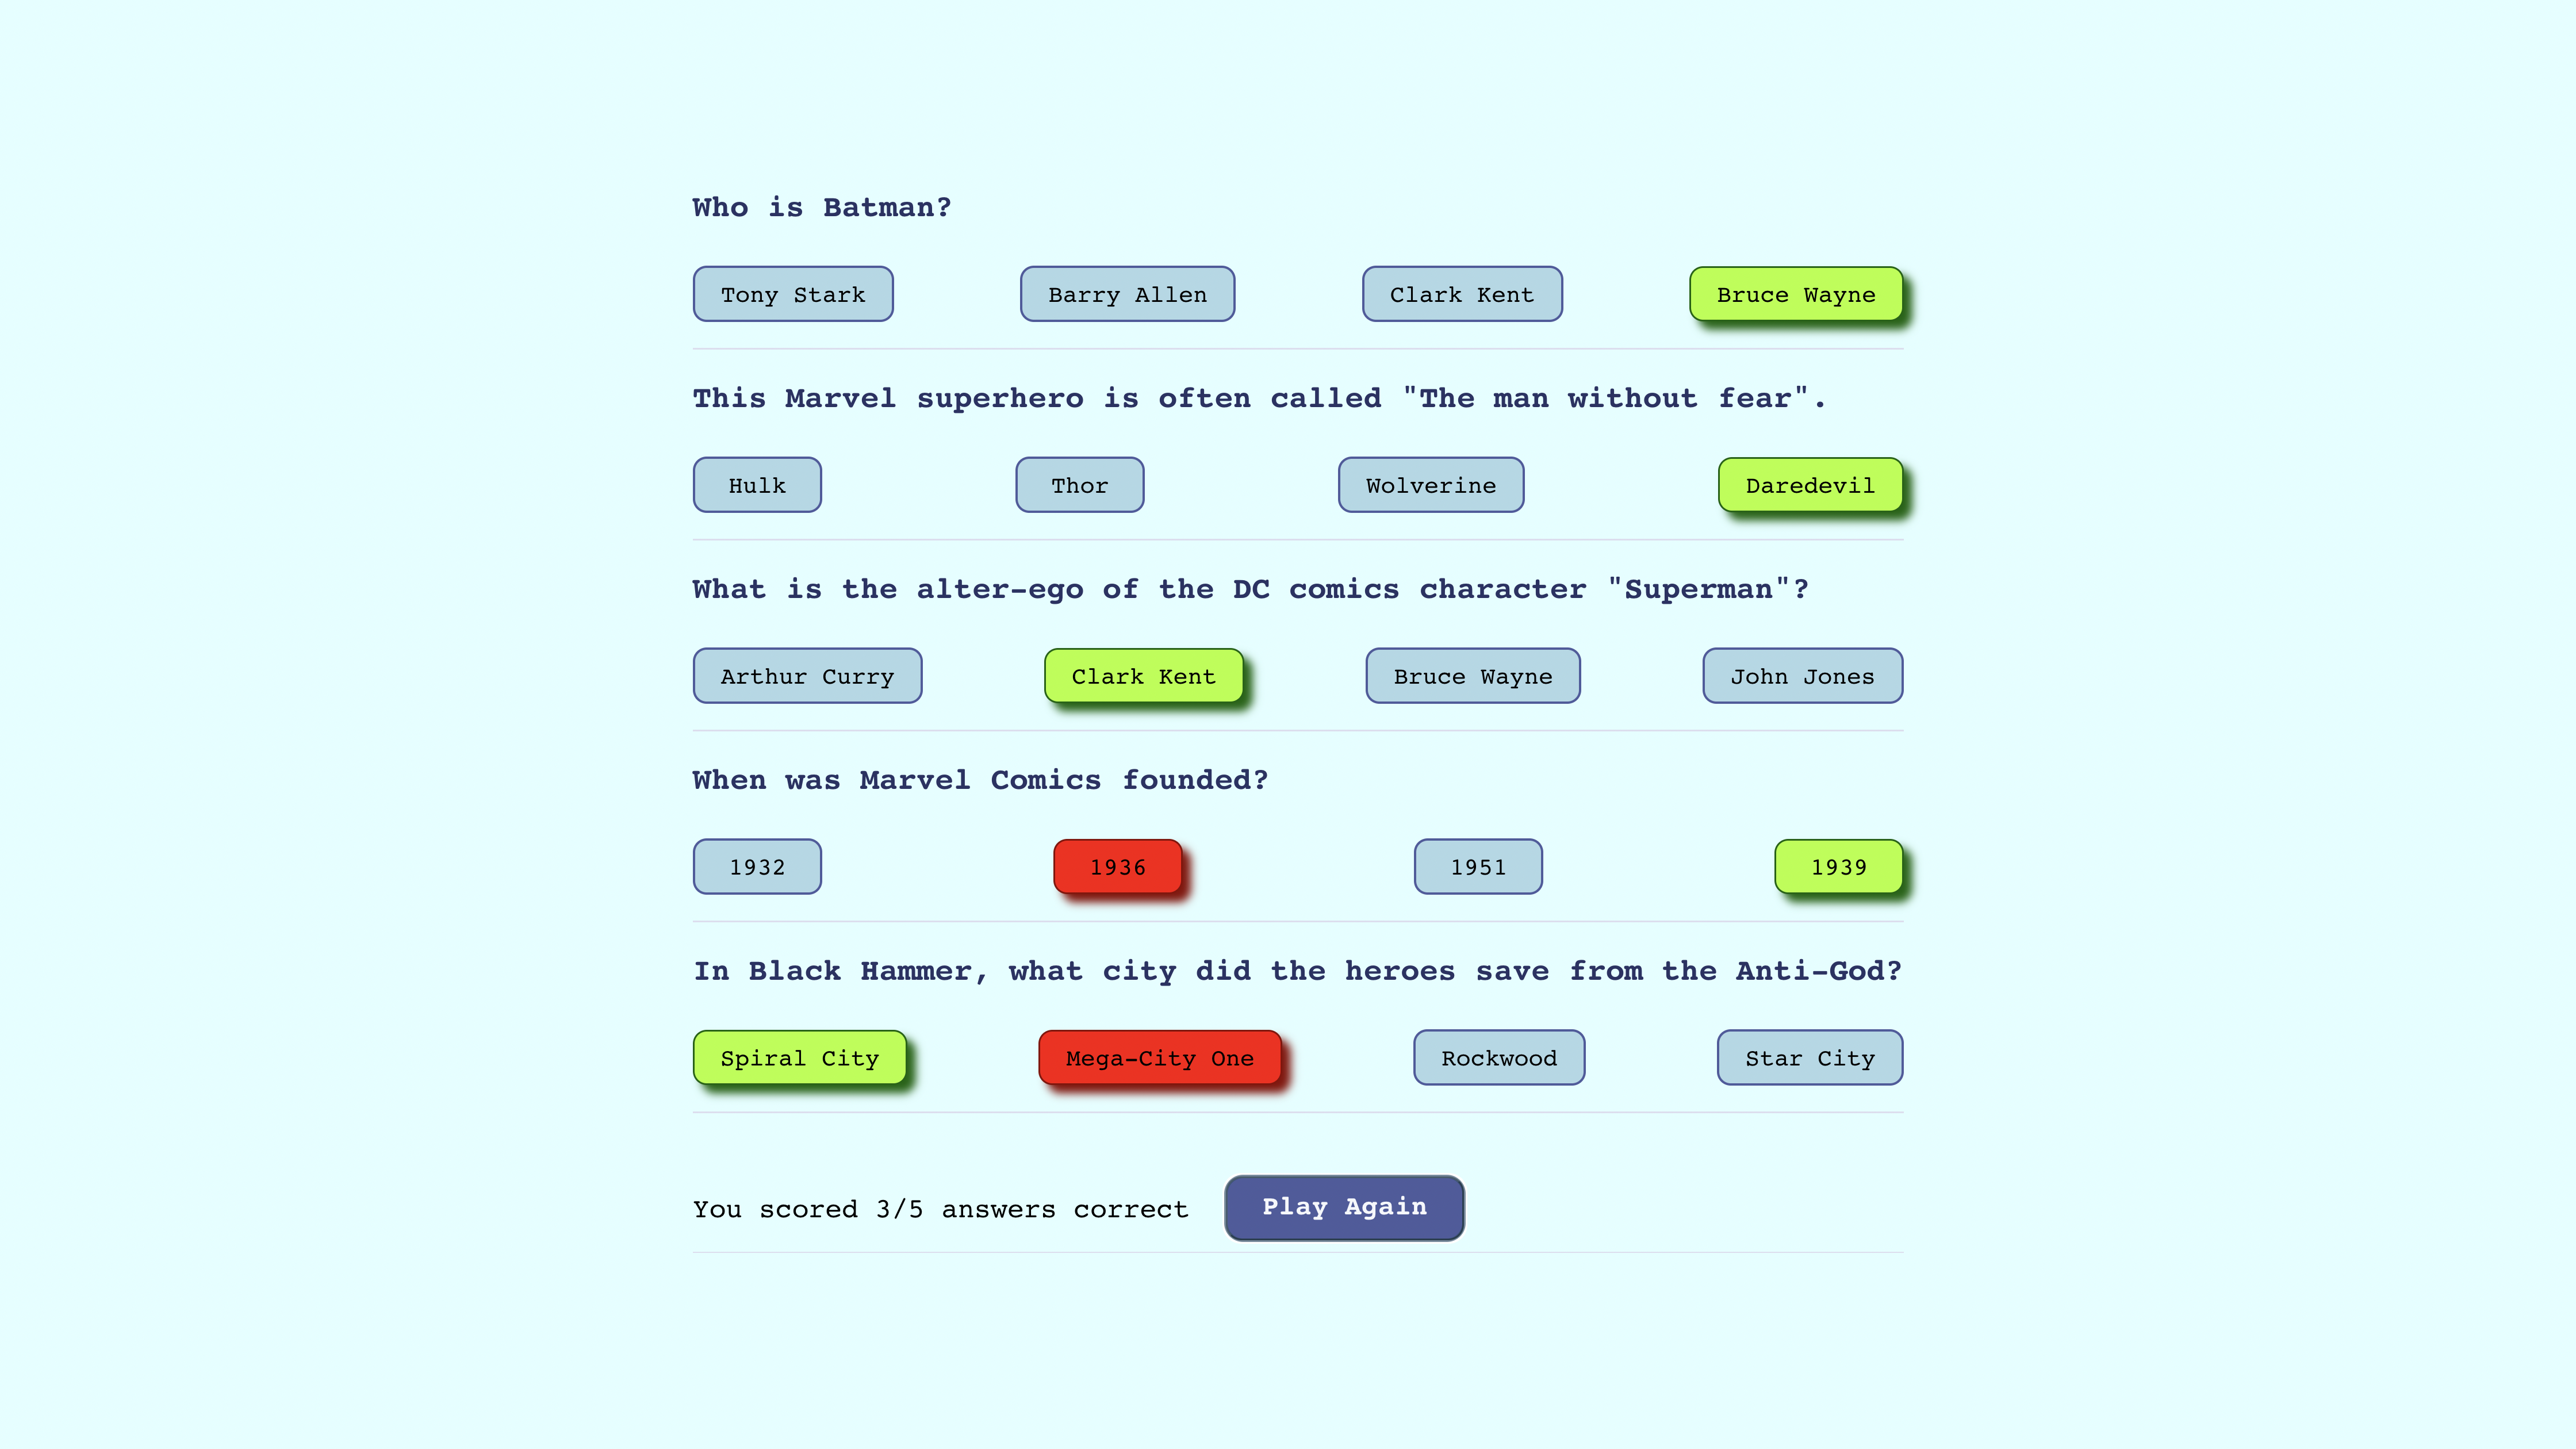 Who is Batman?
Tony Stark Barry Allen Clark Kent Bruce Wayne
This Marvel superhero is often called "The man without fear".
Hulk Thor Wolverine Daredevil
What is the alter-ego of the DC comics character "Superman"?
Arthur Curry Clark Kent Bruce Wayne John Jones
When was Marvel Comics founded?
1932 1936 1951 1939
In Black Hammer, what city did the heroes save from the Anti-God?
Spiral City Mega-City One Rockwood Star City
You scored 3/5 answers correct Play Again